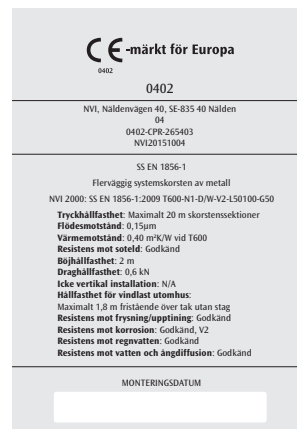 CE-märkt för Europa
0402
0402
NVI, Näldenvägen 40, SE-835 40 Nälden
04
0402-CPR-265403
NVI20151004
SS EN 1856-1
Flerväggig systemskorsten av metall
NVI 2000: SS EN 1856-1:2009 T600-N1-D/W-V2-L50100-G50
Tryckhållfasthet: Maximalt 20 m skorstenssektioner
Flödesmotstånd: 0,15µm
Värmemotstånd: 0,40 m²K/W vid T600
Resistens mot soteld: Godkänd
Böjhållfasthet: 2 m
Draghållfasthet: 0,6 kN
Icke vertikal installation: N/A
Hållfasthet för vindlast utomhus:
Maximalt 1,8 m fristående över tak utan stag
Resistens mot frysning/upptining: Godkänd
Resistens mot korrosion: Godkänd, V2
Resistens mot regnvatten: Godkänd
Resistens mot vatten och ångdiffusion: Godkänd
MONTERINGSDATUM